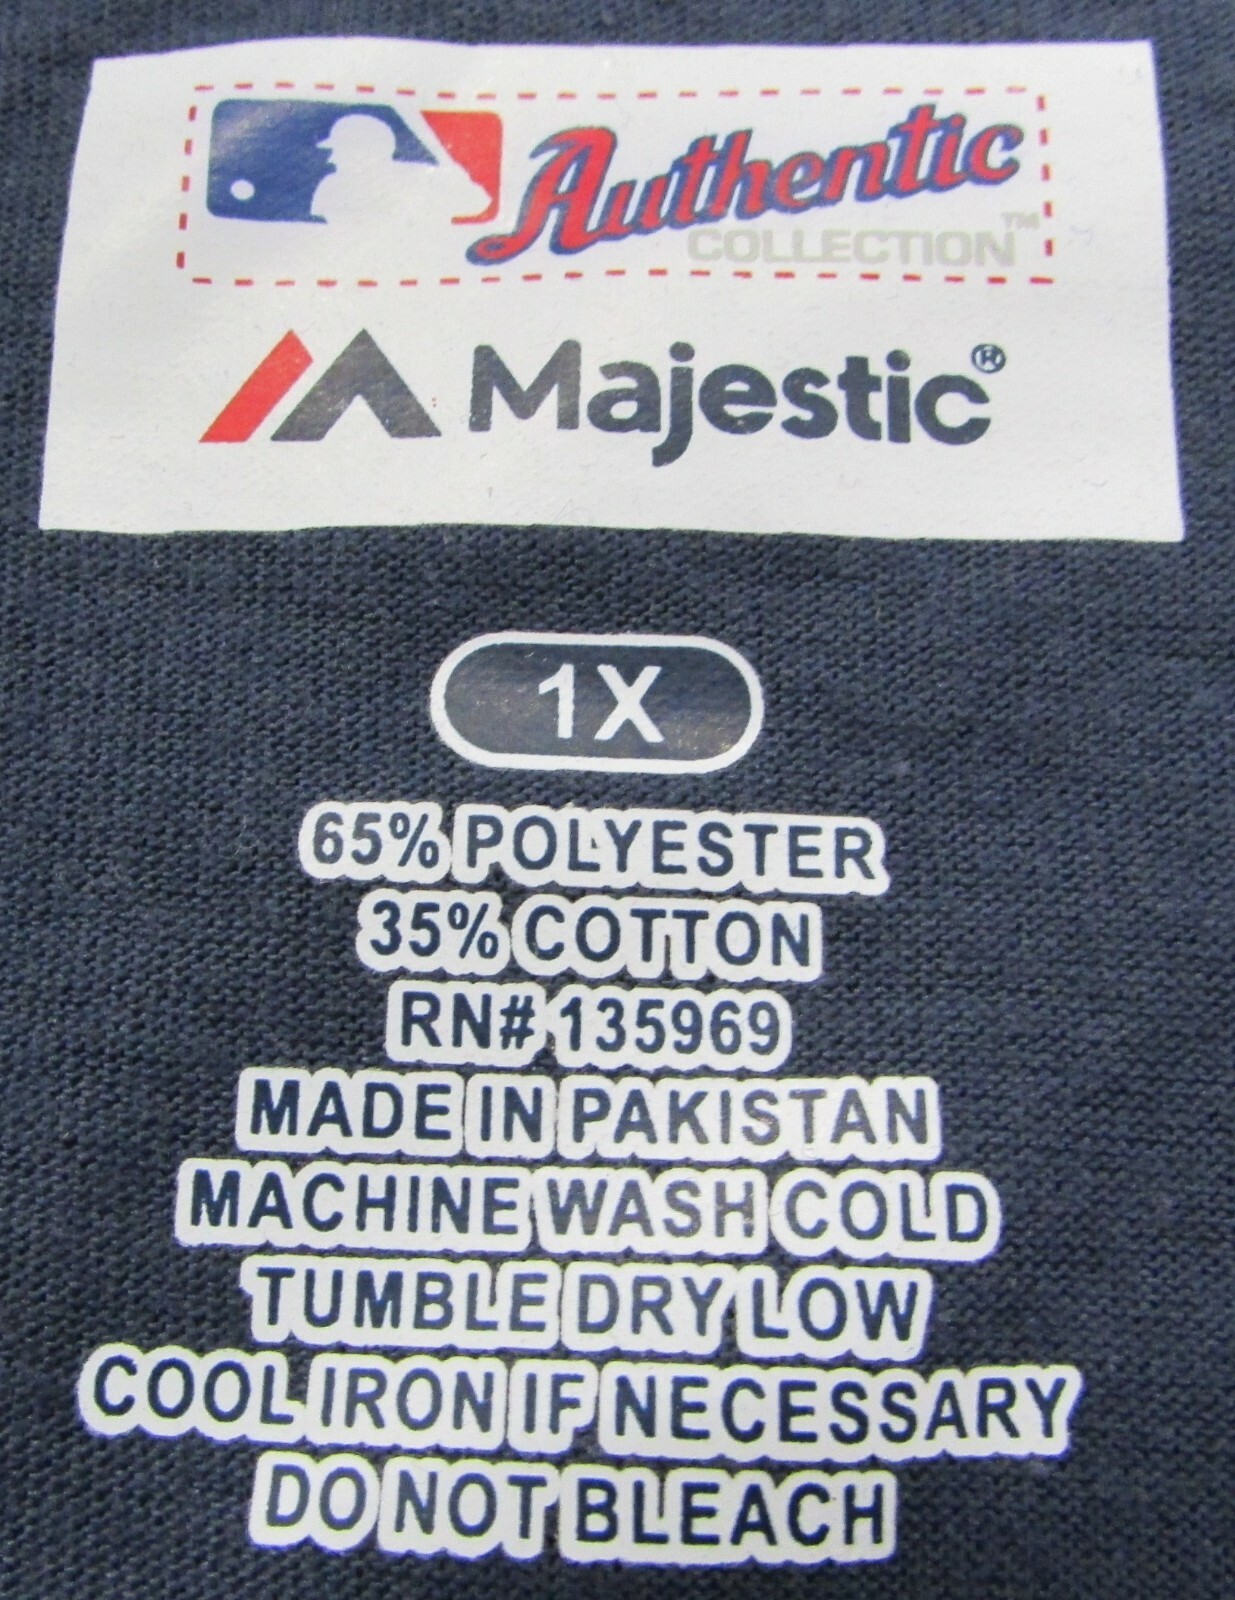 Authentic
COLLECTION™
Majestic®
1X
65% POLYESTER
35% COTTON
RN# 135969
MADE IN PAKISTAN
MACHINE WASH COLD
TUMBLE DRY LOW
COOL IRON IF NECESSARY
DO NOT BLEACH